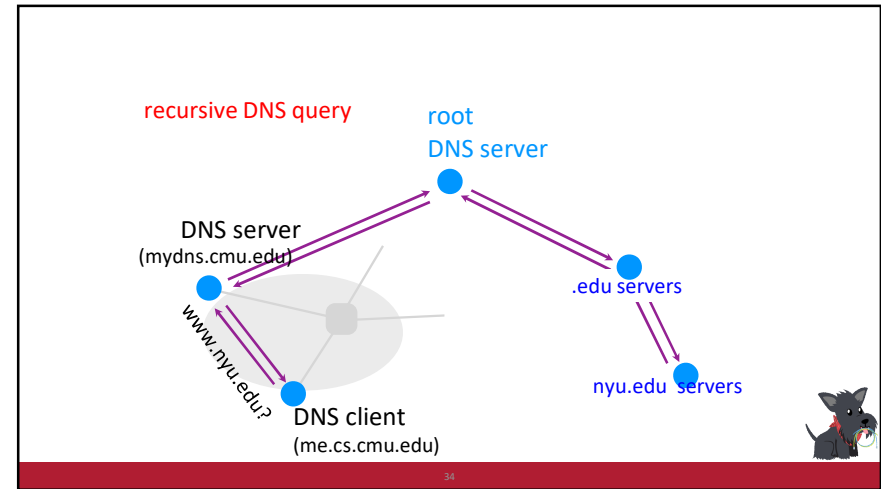 recursive DNS query
root
DNS server
DNS server
(mydns.cmu.edu)
.edu servers
www.nyu.edu?
nyu.edu servers
DNS client
(me.cs.cmu.edu)
34